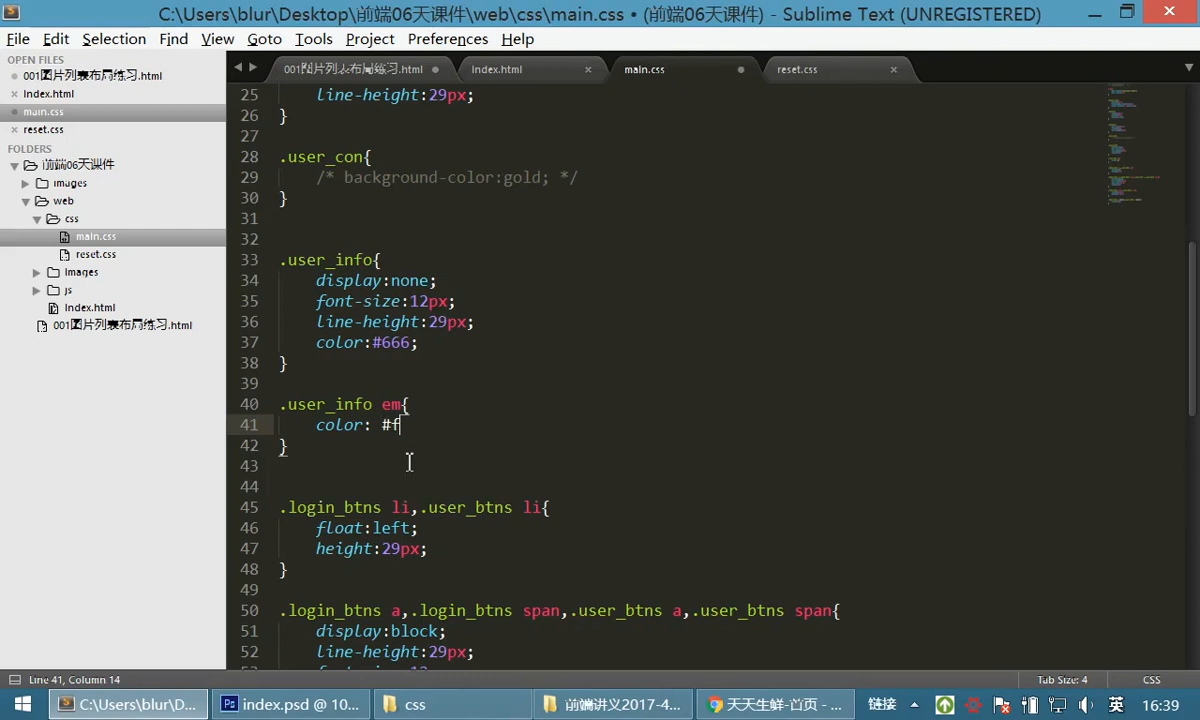 C:\Users\blur\Desktop\前端06天课件\web\css\main.css • (前端06天课件) - Sublime Text (UNREGISTERED)
File Edit Selection Find View Goto Tools Project Preferences Help
OPEN FILES
001图片列表布局练习.html
Index.html
main.css
reset.css
FOLDERS
前端06天课件
images
web
css
main.css
reset.css
Images
js
Index.html
001图片列表布局练习.html
001图片列表布局练习.html Index.html main.css reset.css
25 line-height:29px;
26 }
27
28 .user_con{
29 /* background-color:gold; */
30 }
31
32
33 .user_info{
34 display:none;
35 font-size:12px;
36 line-height:29px;
37 color:#666;
38 }
39
40 .user_info em{
41 color: #f
42 }
43
44
45 .login_btns li,.user_btns li{
46 float:left;
47 height:29px;
48 }
49
50 .login_btns a,.login_btns span,.user_btns a,.user_btns span{
51 display:block;
52 line-height:29px;
Line 41, Column 14 Tab Size: 4 CSS
C:\Users\blur\D... index.psd @ 10... css 前端讲义2017-4... 天天生鲜-首页 - ... 链接 英 16:39